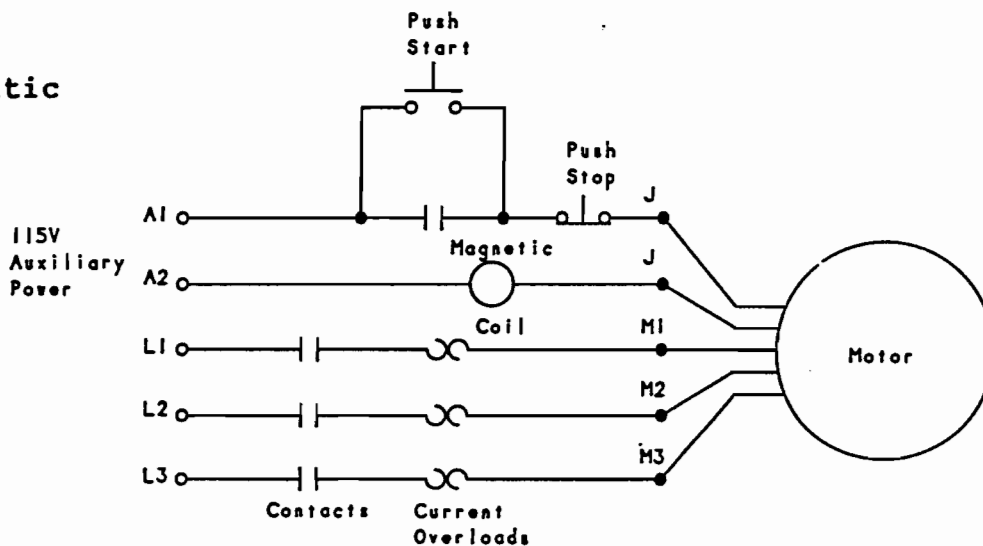 Push
Start
tic
Push
Stop
A1
J
115V
Auxiliary
Power
Magnetic
A2
J
Coil
L1
M1
Motor
L2
M2
L3
M3
Contacts
Current
Overloads